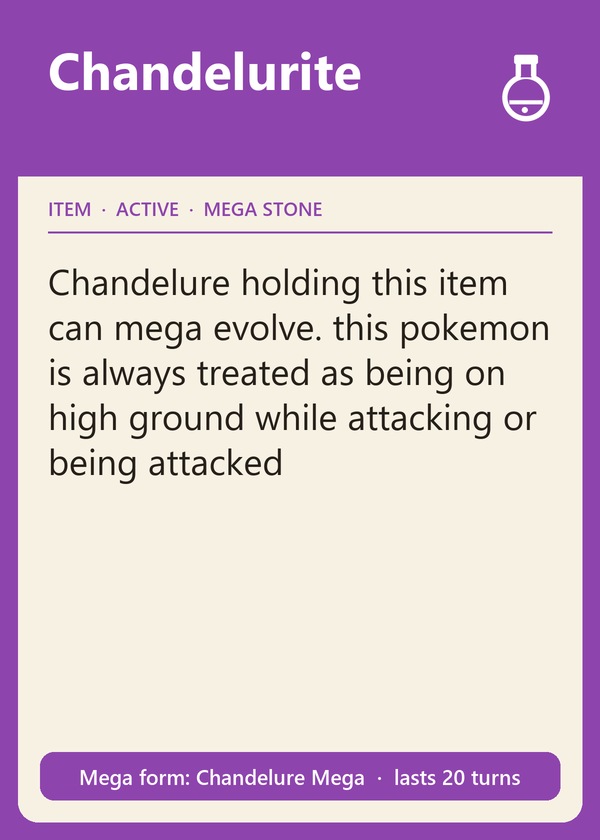 Chandelurite
ITEM · ACTIVE · MEGA STONE
Chandelure holding this item
can mega evolve. this pokemon
is always treated as being on
high ground while attacking or
being attacked
Mega form: Chandelure Mega · lasts 20 turns